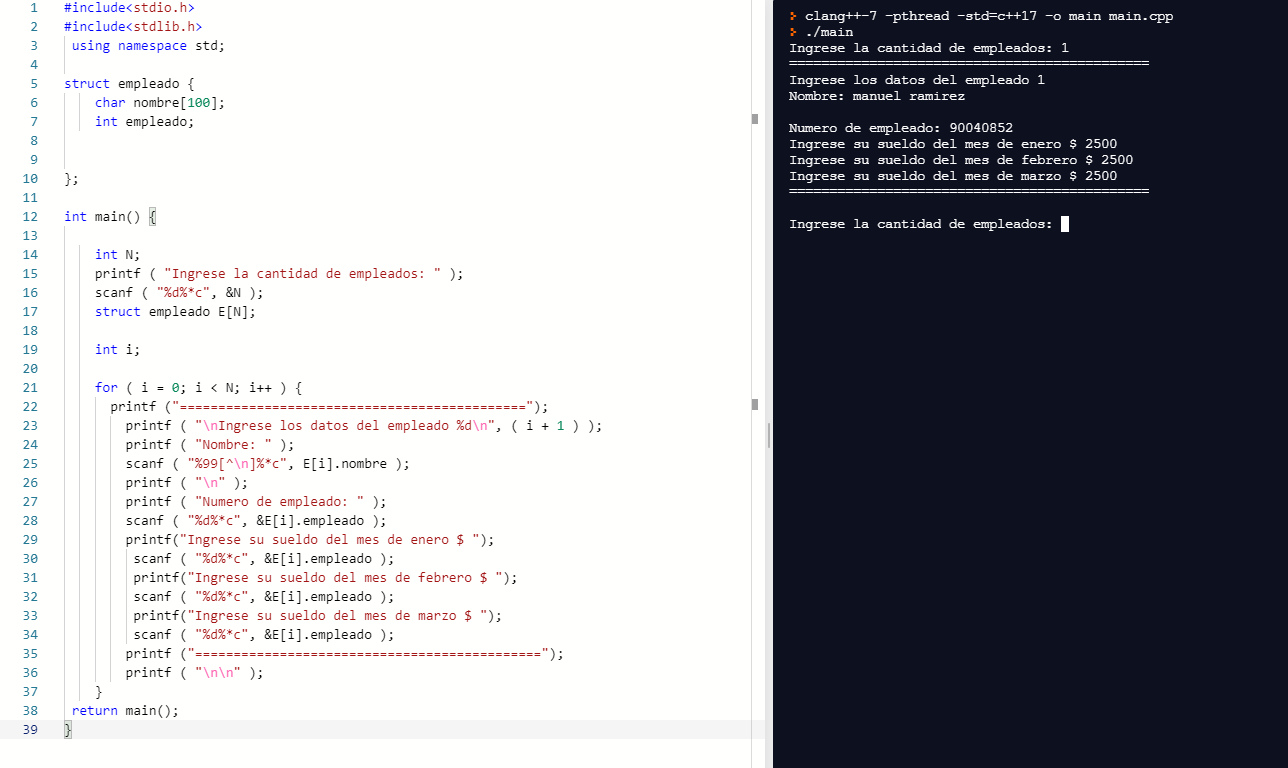 1 #include<stdio.h>
2 #include<stdlib.h>
3 using namespace std;
4
5 struct empleado {
6 char nombre[100];
7 int empleado;
8
9
10 };
11
12 int main() {
13
14 int N;
15 printf ( "Ingrese la cantidad de empleados: " );
16 scanf ( "%d%*c", &N );
17 struct empleado E[N];
18
19 int i;
20
21 for ( i = 0; i < N; i++ ) {
22 printf ("=============================================");
23 printf ( "\nIngrese los datos del empleado %d\n", ( i + 1 ) );
24 printf ( "Nombre: " );
25 scanf ( "%99[^\n]%*c", E[i].nombre );
26 printf ( "\n" );
27 printf ( "Numero de empleado: " );
28 scanf ( "%d%*c", &E[i].empleado );
29 printf("Ingrese su sueldo del mes de enero $ ");
30 scanf ( "%d%*c", &E[i].empleado );
31 printf("Ingrese su sueldo del mes de febrero $ ");
32 scanf ( "%d%*c", &E[i].empleado );
33 printf("Ingrese su sueldo del mes de marzo $ ");
34 scanf ( "%d%*c", &E[i].empleado );
35 printf ("=============================================");
36 printf ( "\n\n" );
37 }
38 return main();
39 }
> clang++-7 -pthread -std=c++17 -o main main.cpp
> ./main
Ingrese la cantidad de empleados: 1
=============================================
Ingrese los datos del empleado 1
Nombre: manuel ramirez

Numero de empleado: 90040852
Ingrese su sueldo del mes de enero $ 2500
Ingrese su sueldo del mes de febrero $ 2500
Ingrese su sueldo del mes de marzo $ 2500
=============================================

Ingrese la cantidad de empleados: